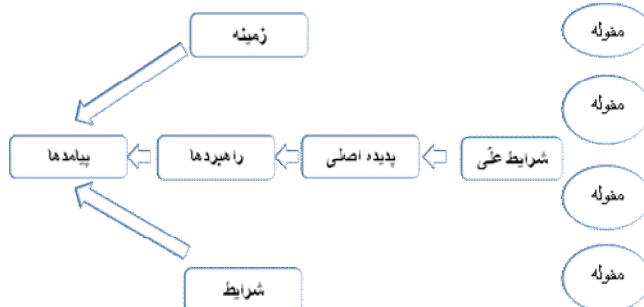 مقوله
زمینه
مقوله
شرایط علّی
پدیده اصلی
راهبردها
پیامدها
مقوله
مقوله
شرایط